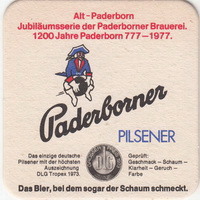 Alt-Paderborn
Jubiläumsserie der Paderborner Brauerei.
1200 Jahre Paderborn 777-1977.
Paderborner
PILSENER
Das einzige deutsche
Pilsener mit der höchsten
Auszeichnung
DLG Tropex 1973.
Geprüft:
Geschmack - Schaum -
Klarheit - Geruch -
Farbe
Das Bier, bei dem sogar der Schaum schmeckt.